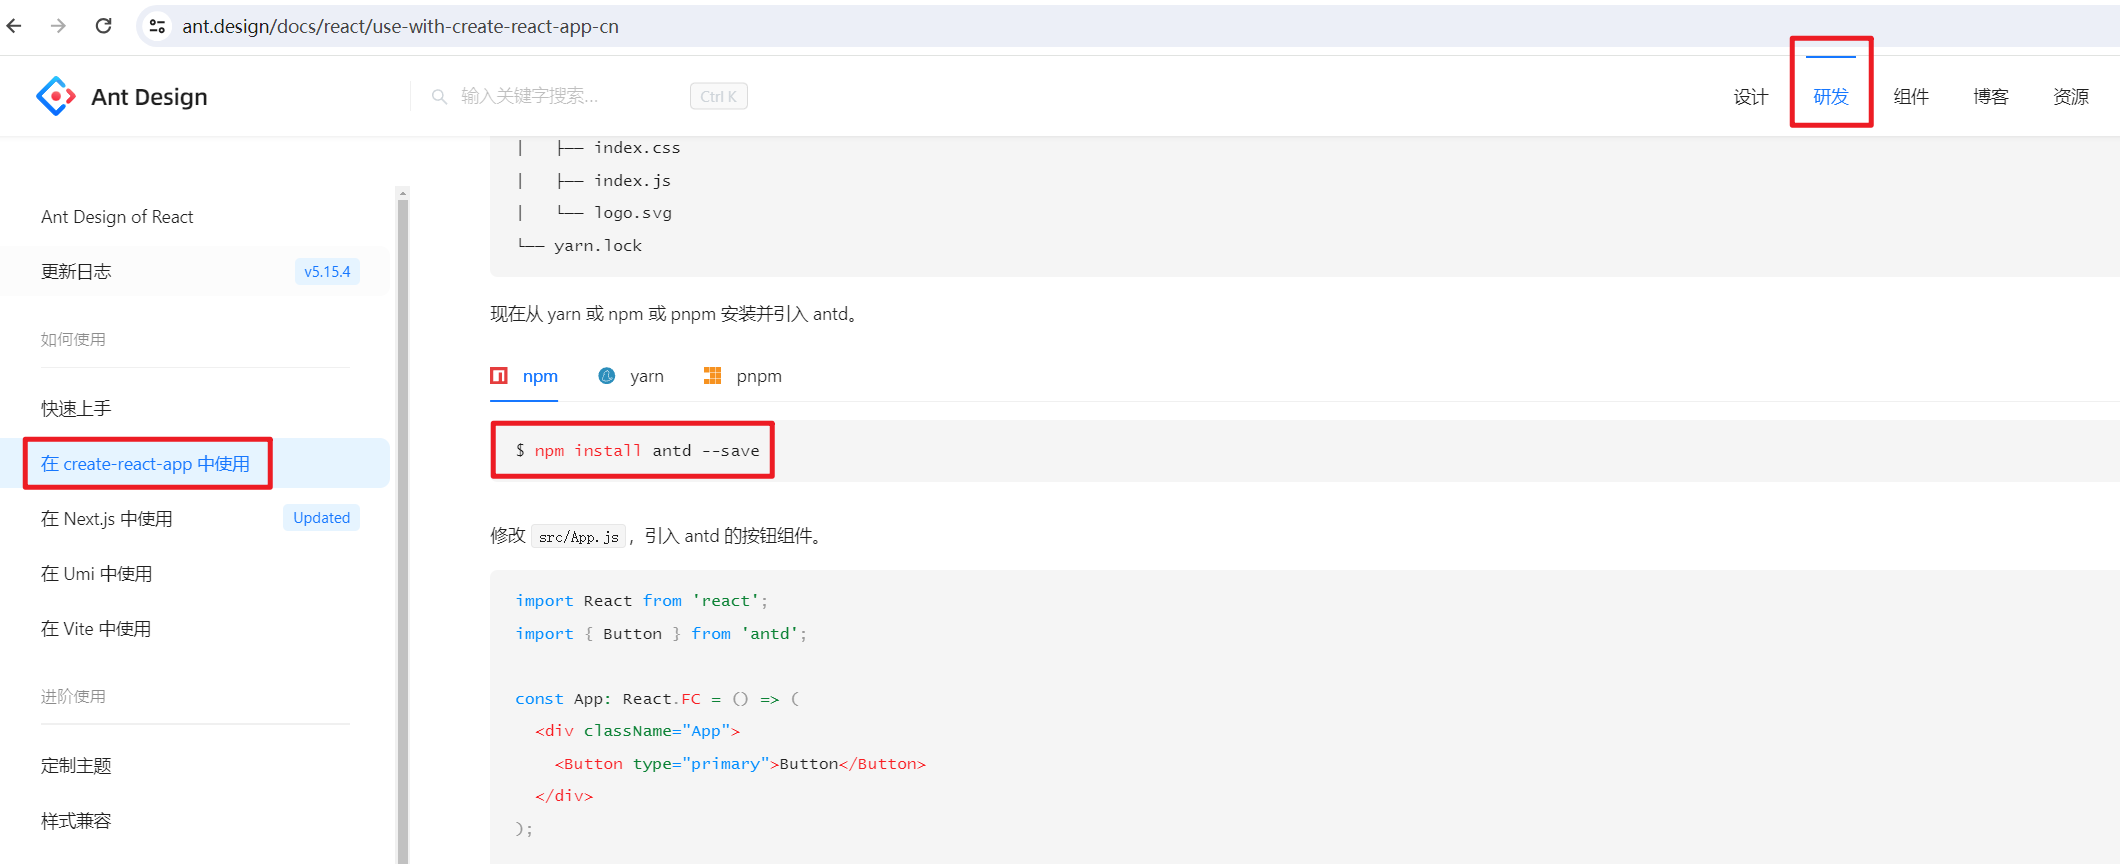 ant.design/docs/react/use-with-create-react-app-cn
Ant Design
输入关键字搜索...
Ctrl K
设计
研发
组件
博客
资源
Ant Design of React
更新日志
v5.15.4
如何使用
快速上手
在 create-react-app 中使用
在 Next.js 中使用
Updated
在 Umi 中使用
在 Vite 中使用
进阶使用
定制主题
样式兼容
│   ├── index.css
│   ├── index.js
│   └── logo.svg
└── yarn.lock
现在从 yarn 或 npm 或 pnpm 安装并引入 antd。
npm
yarn
pnpm
$ npm install antd --save
修改 src/App.js，引入 antd 的按钮组件。
import React from 'react';
import { Button } from 'antd';
const App: React.FC = () => (
  <div className="App">
    <Button type="primary">Button</Button>
  </div>
);